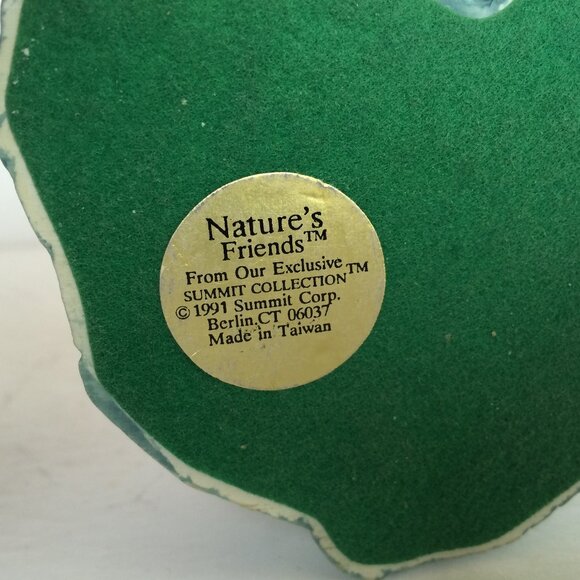 Nature's
Friends™
From Our Exclusive
SUMMIT COLLECTION™
© 1991 Summit Corp.
Berlin, CT 06037
Made in Taiwan